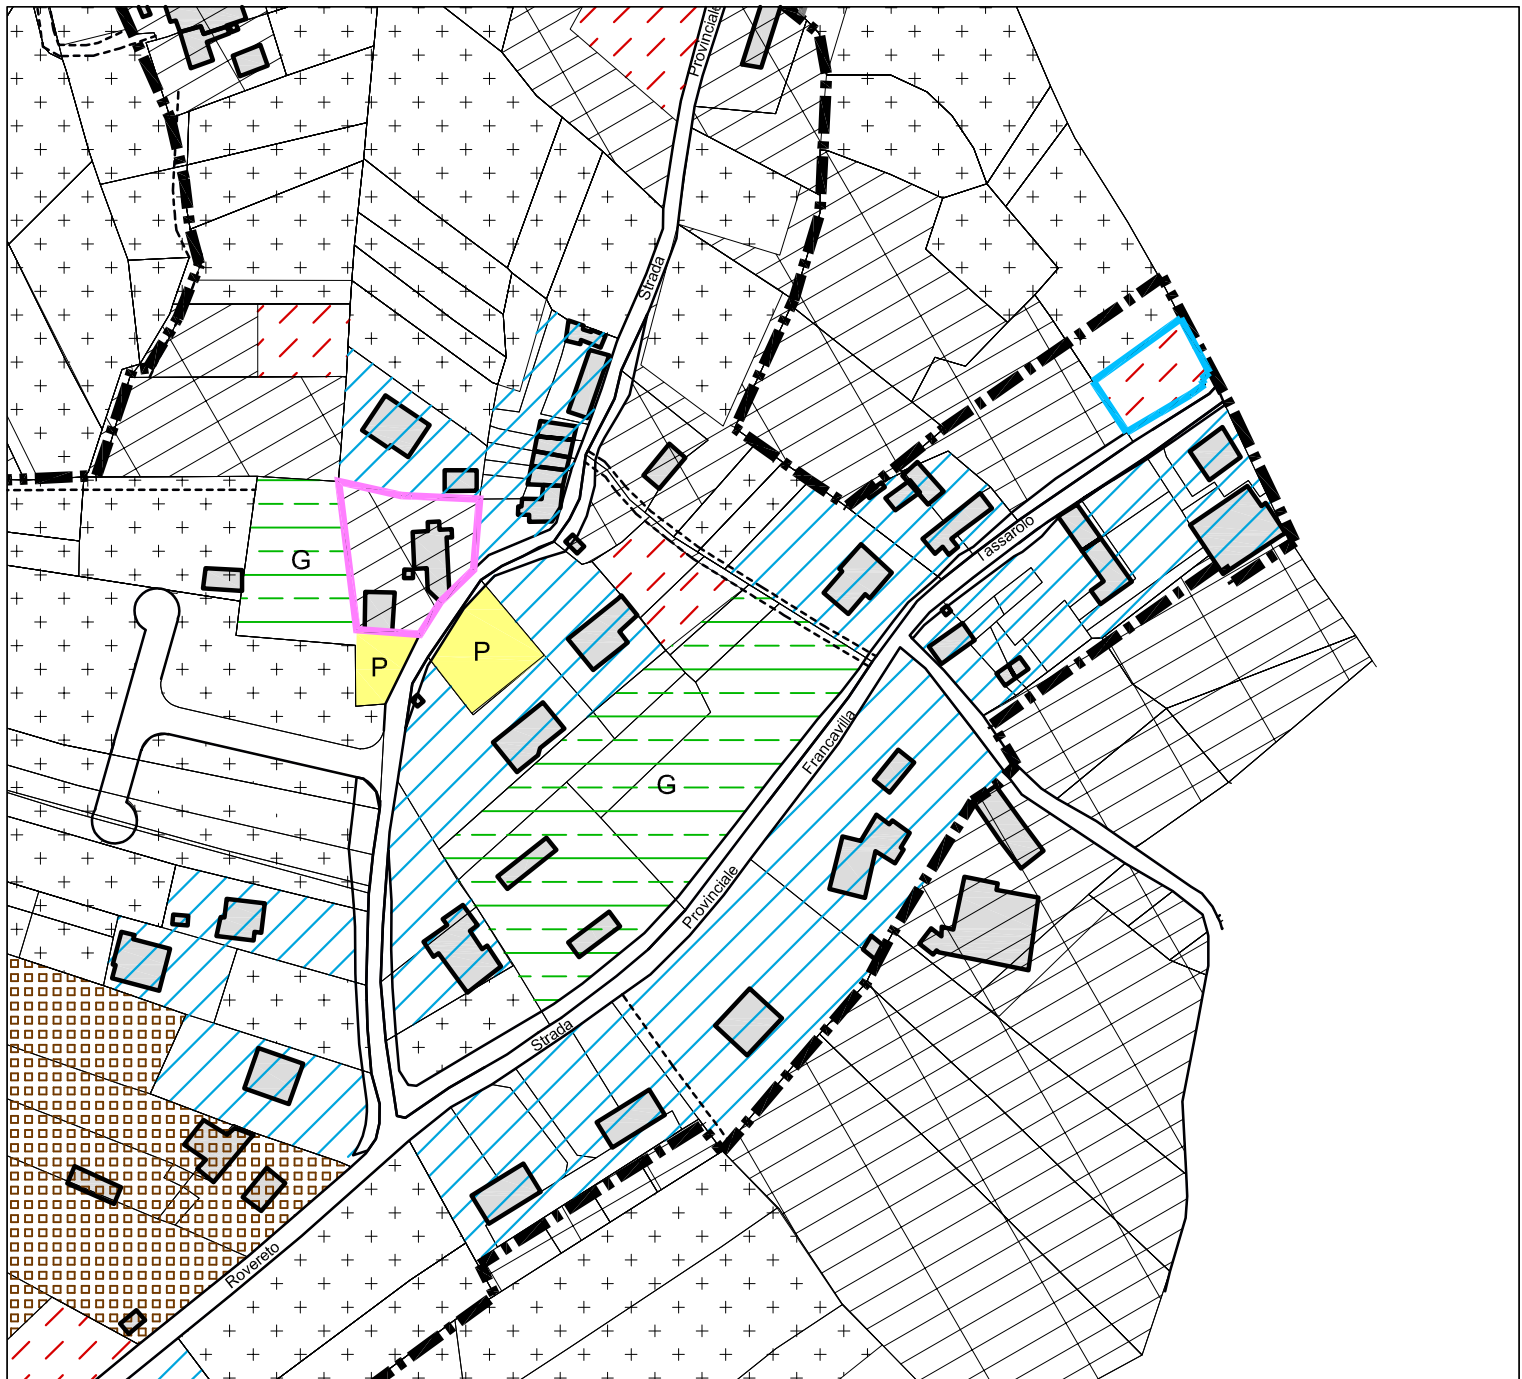 Provinciale
Strada
Tassarolo
G
P
P
Francavilla
G
Provinciale
Strada
Rovereto